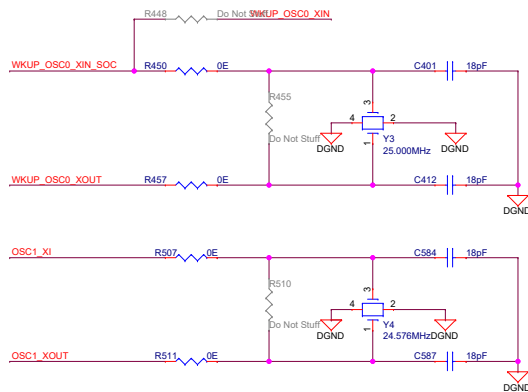 R448 Do Not Stuff WKUP_OSC0_XIN
WKUP_OSC0_XIN_SOC R450 0E C401 18pF
R455
3
4 2
Do Not Stuff Y3
DGND 1 25.000MHz DGND
WKUP_OSC0_XOUT R457 0E C412 18pF
DGND
OSC1_XI R507 0E C584 18pF
R510
3
4 2
Do Not Stuff Y4
DGND 1 24.576MHz DGND
OSC1_XOUT R511 0E C587 18pF
DGND